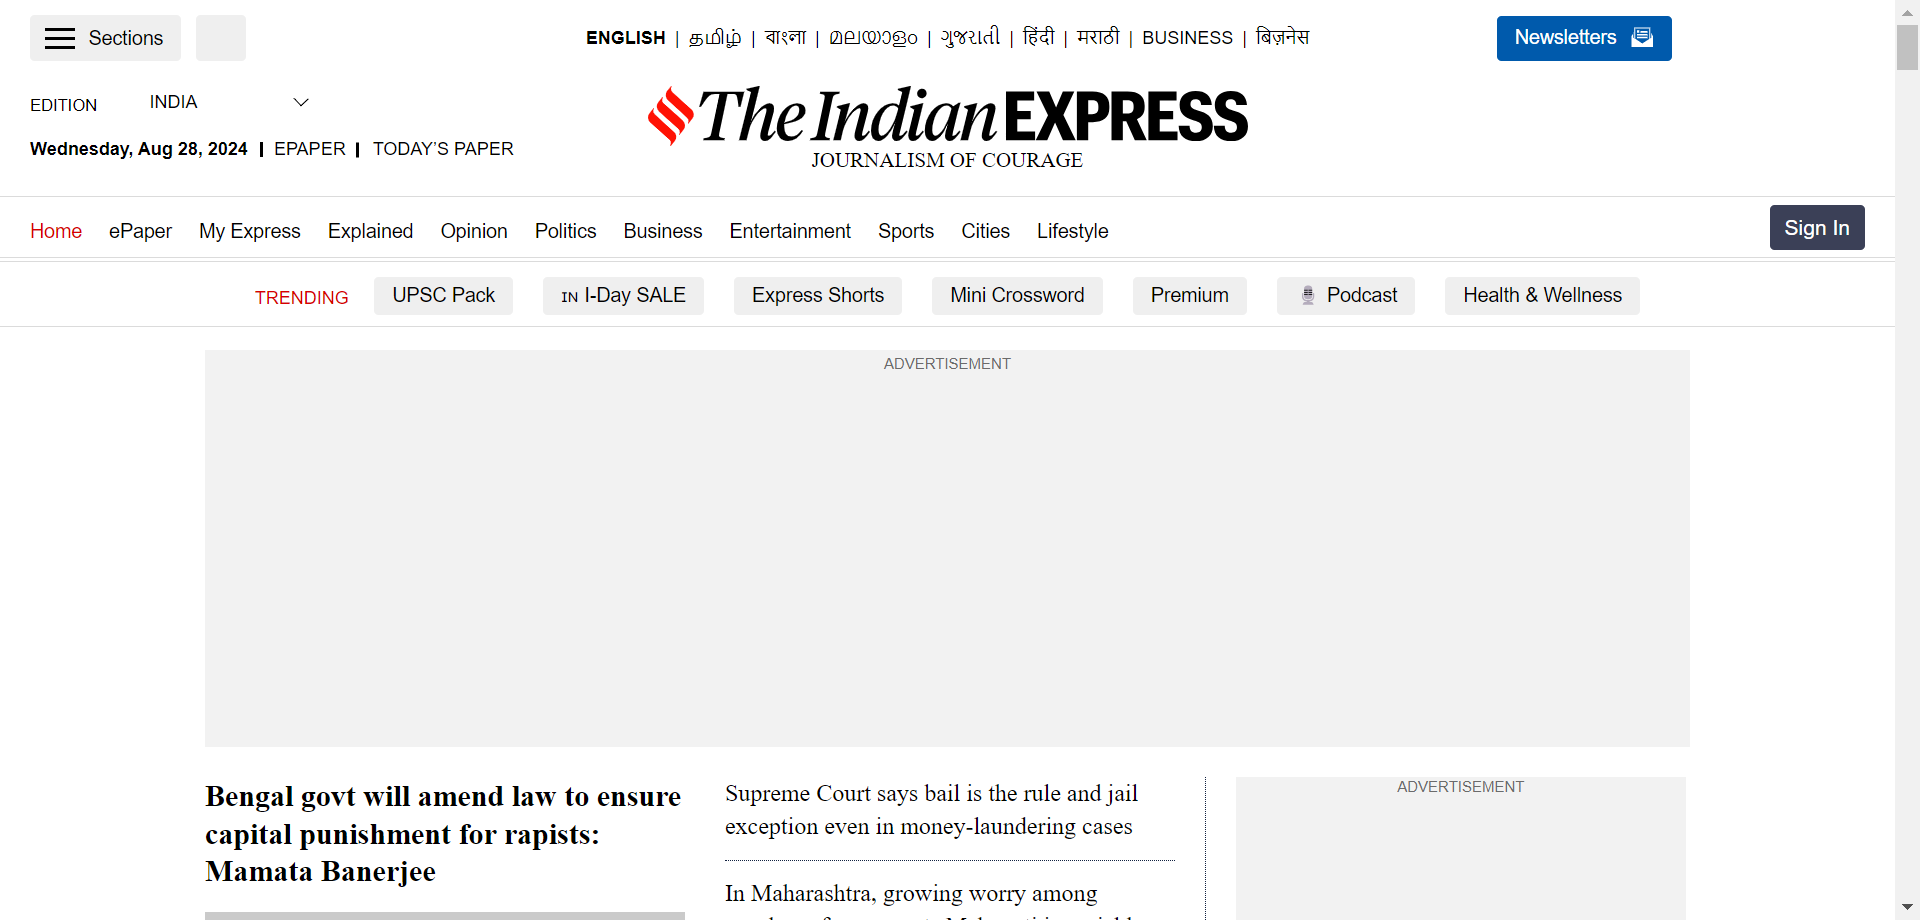 Sections
ENGLISH | தமிழ் | বাংলা | മലയാളം | ગુજરાતી | हिंदी | मराठी | BUSINESS | बिज़नेस
Newsletters
EDITION INDIA
The Indian EXPRESS
JOURNALISM OF COURAGE
Wednesday, Aug 28, 2024 | EPAPER | TODAY'S PAPER
Home ePaper My Express Explained Opinion Politics Business Entertainment Sports Cities Lifestyle
Sign In
TRENDING UPSC Pack IN I-Day SALE Express Shorts Mini Crossword Premium Podcast Health & Wellness
ADVERTISEMENT
Bengal govt will amend law to ensure
capital punishment for rapists:
Mamata Banerjee
Supreme Court says bail is the rule and jail
exception even in money-laundering cases
In Maharashtra, growing worry among
ADVERTISEMENT